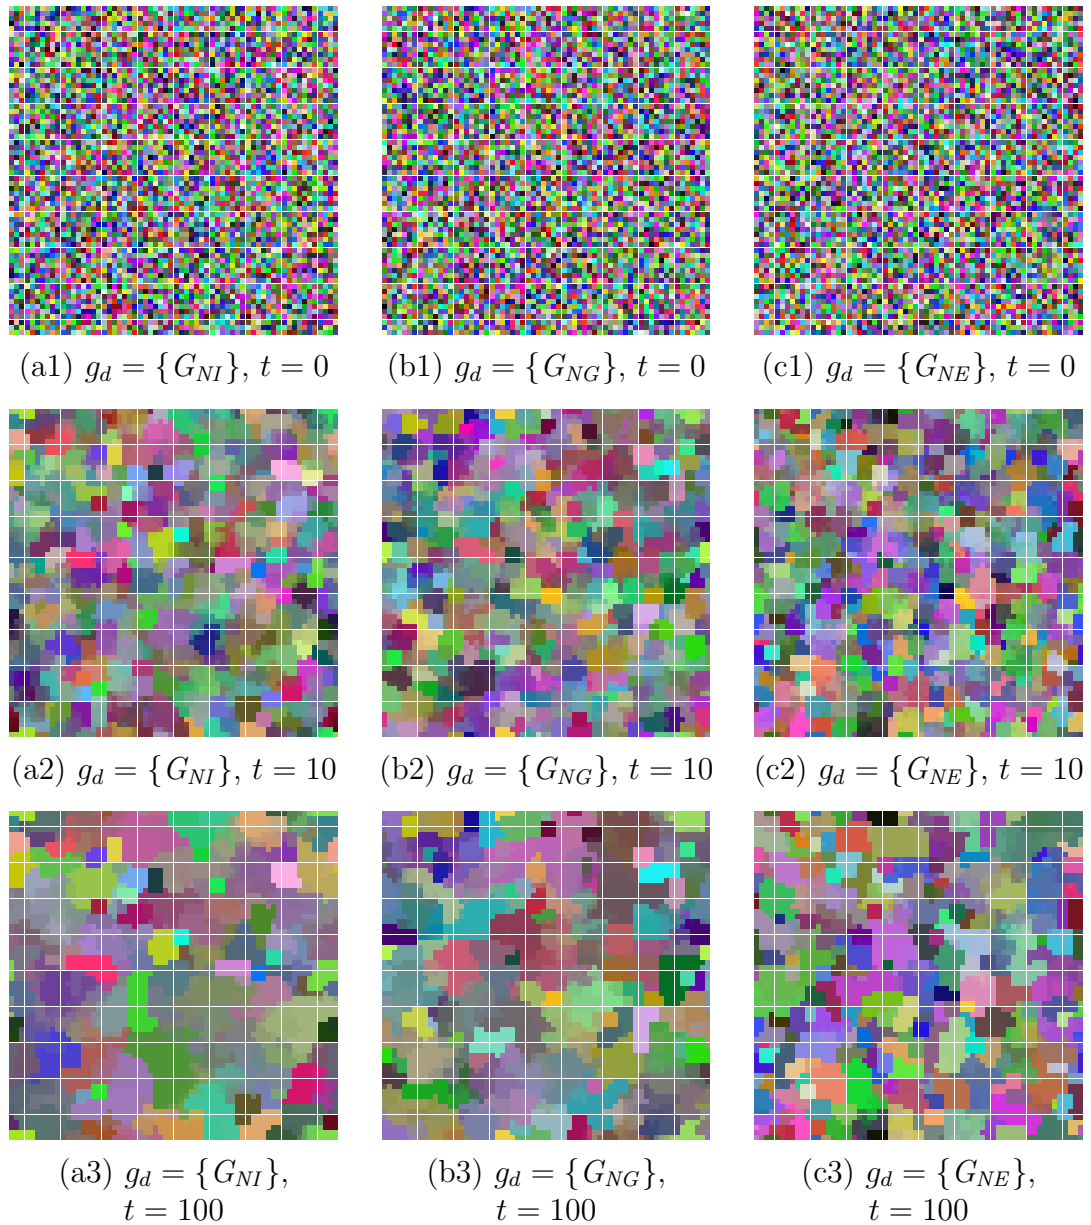 (a1) g_d = {G_NI}, t = 0
(b1) g_d = {G_NG}, t = 0
(c1) g_d = {G_NE}, t = 0
(a2) g_d = {G_NI}, t = 10
(b2) g_d = {G_NG}, t = 10
(c2) g_d = {G_NE}, t = 10
(a3) g_d = {G_NI},
t = 100
(b3) g_d = {G_NG},
t = 100
(c3) g_d = {G_NE},
t = 100